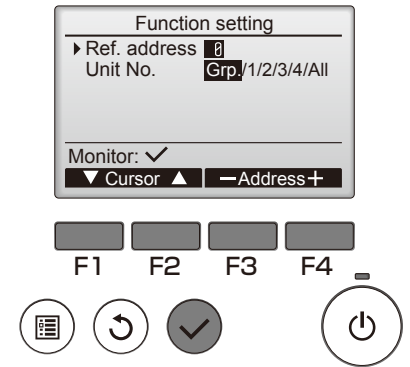 Function setting
Ref. address 0
Unit No. Grp./1/2/3/4/All
Monitor: ✓
▼ Cursor ▲ −Address+
F1 F2 F3 F4